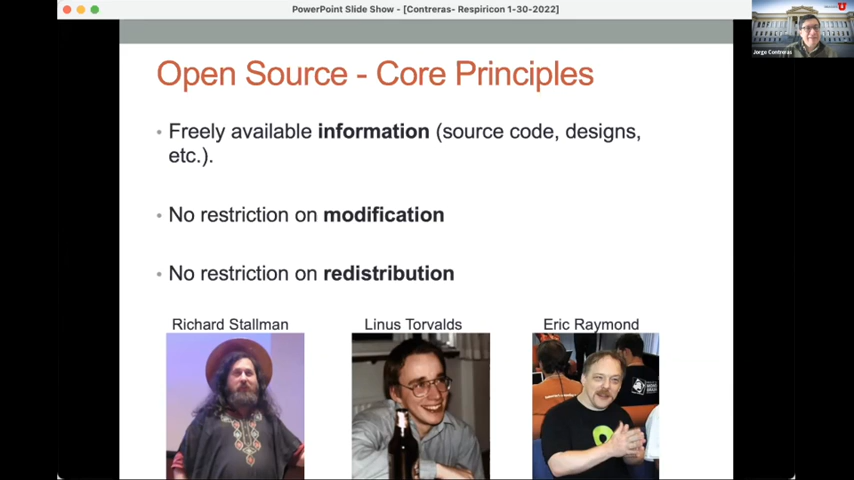 PowerPoint Slide Show - [Contreras- Respiricon 1-30-2022]
Jorge Contreras
Open Source - Core Principles
• Freely available information (source code, designs,
etc.).
• No restriction on modification
• No restriction on redistribution
Richard Stallman Linus Torvalds Eric Raymond